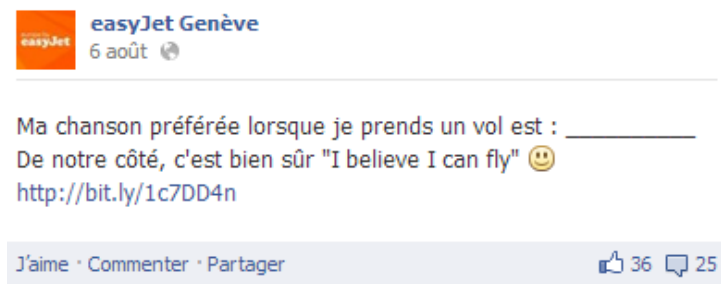 easyJet
easyJet Genève
6 août
Ma chanson préférée lorsque je prends un vol est : __________
De notre côté, c'est bien sûr "I believe I can fly"
http://bit.ly/1c7DD4n
J'aime · Commenter · Partager 36 25